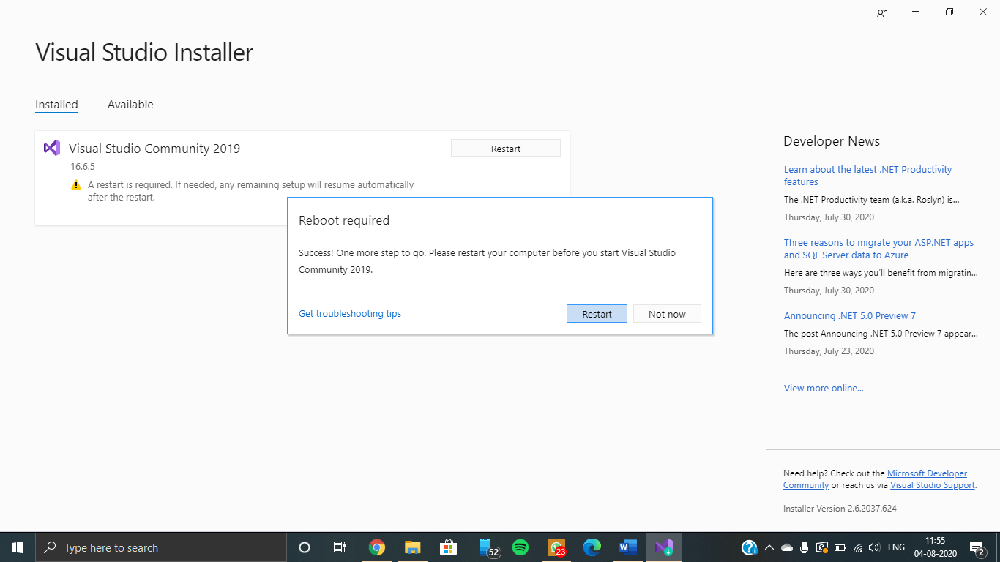 Visual Studio Installer
Installed
Available
Visual Studio Community 2019
Restart
16.6.5
A restart is required. If needed, any remaining setup will resume automatically
after the restart.
Reboot required
Success! One more step to go. Please restart your computer before you start Visual Studio
Community 2019.
Get troubleshooting tips
Restart
Not now
Developer News
Learn about the latest .NET Productivity
features
The .NET Productivity team (a.k.a. Roslyn) is...
Thursday, July 30, 2020
Three reasons to migrate your ASP.NET apps
and SQL Server data to Azure
Here are three ways you'll benefit from migratin...
Thursday, July 30, 2020
Announcing .NET 5.0 Preview 7
The post Announcing .NET 5.0 Preview 7 appear...
Thursday, July 23, 2020
View more online...
Need help? Check out the Microsoft Developer
Community or reach us via Visual Studio Support.
Installer Version 2.6.2037.624
Type here to search
52
23
ENG
11:55
04-08-2020
2